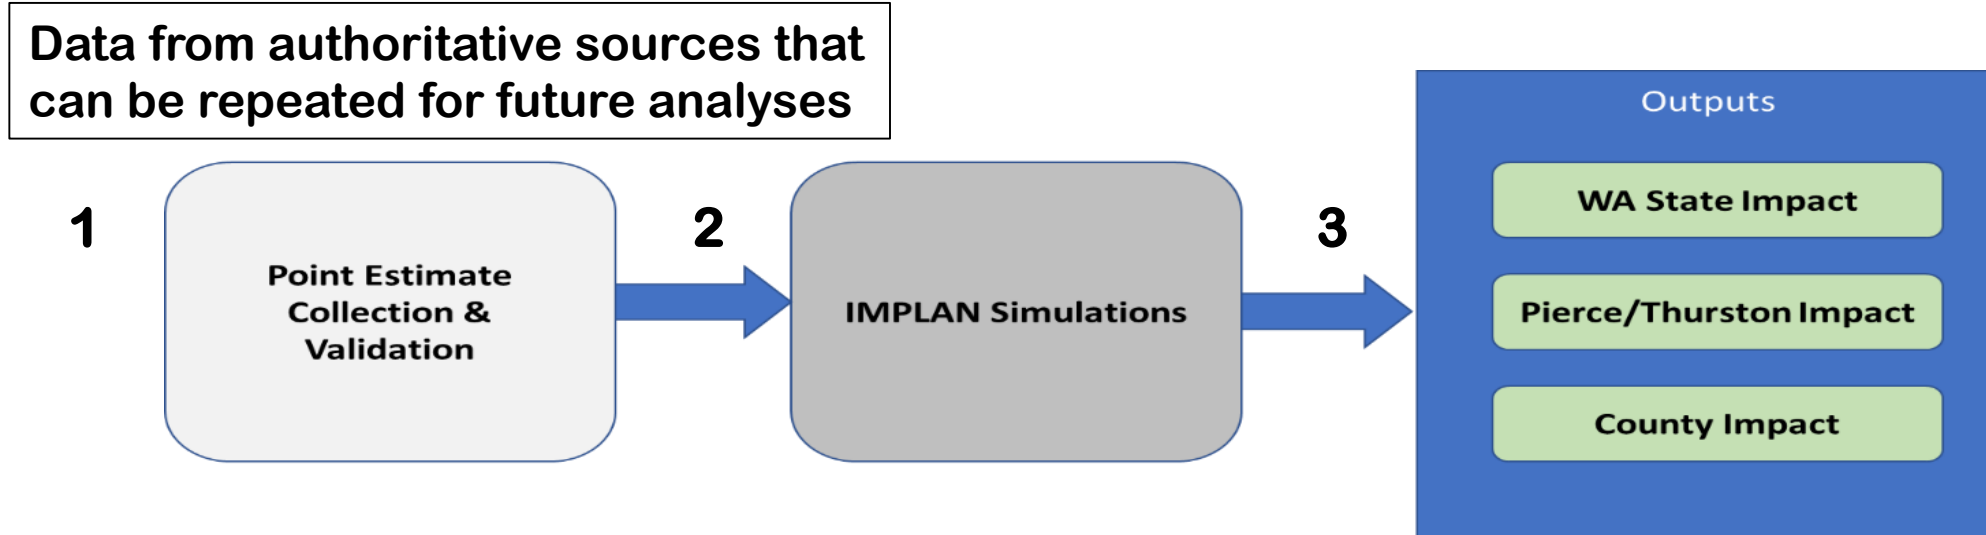 Data from authoritative sources that
can be repeated for future analyses
1
Point Estimate
Collection &
Validation
2
IMPLAN Simulations
3
Outputs
WA State Impact
Pierce/Thurston Impact
County Impact